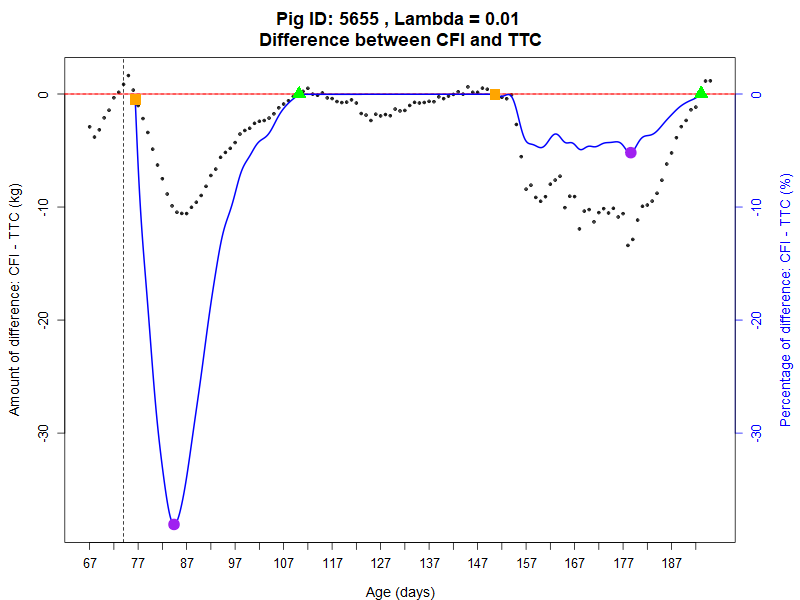 Pig ID: 5655 , Lambda = 0.01
Difference between CFI and TTC
Amount of difference: CFI - TTC (kg)
0
-10
-20
-30
0
-10
-20
-30
Percentage of difference: CFI - TTC (%)
67 77 87 97 107 117 127 137 147 157 167 177 187
Age (days)